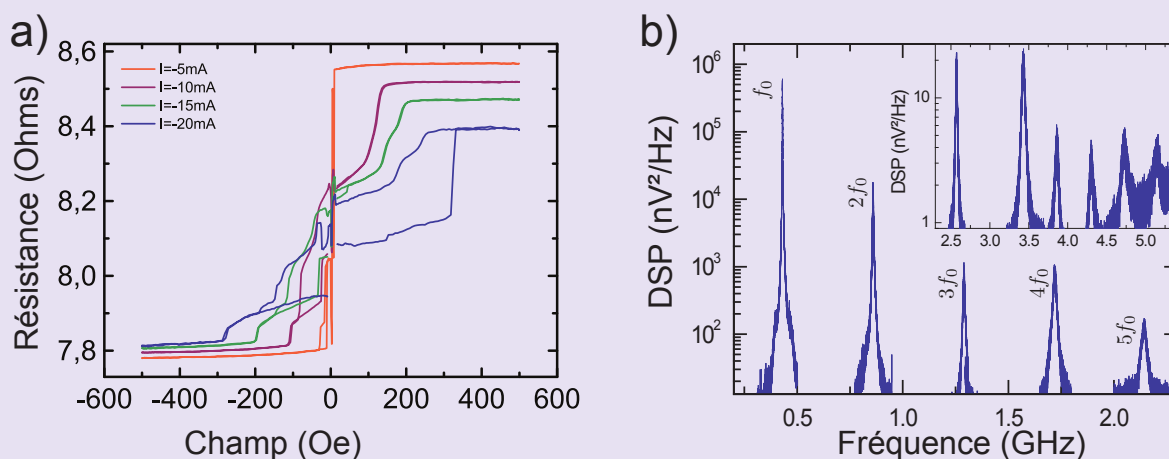 a)
8,6
8,4
8,2
8,0
7,8
Résistance (Ohms)
I=-5mA
I=-10mA
I=-15mA
I=-20mA
-600 -400 -200 0 200 400 600
Champ (Oe)
b)
10⁶
10⁵
10⁴
10³
10²
DSP (nV²/Hz)
f₀
2f₀
3f₀
4f₀
5f₀
0.5 1.0 1.5 2.0
Fréquence (GHz)
10
1
DSP (nV²/Hz)
2.5 3.0 3.5 4.0 4.5 5.0